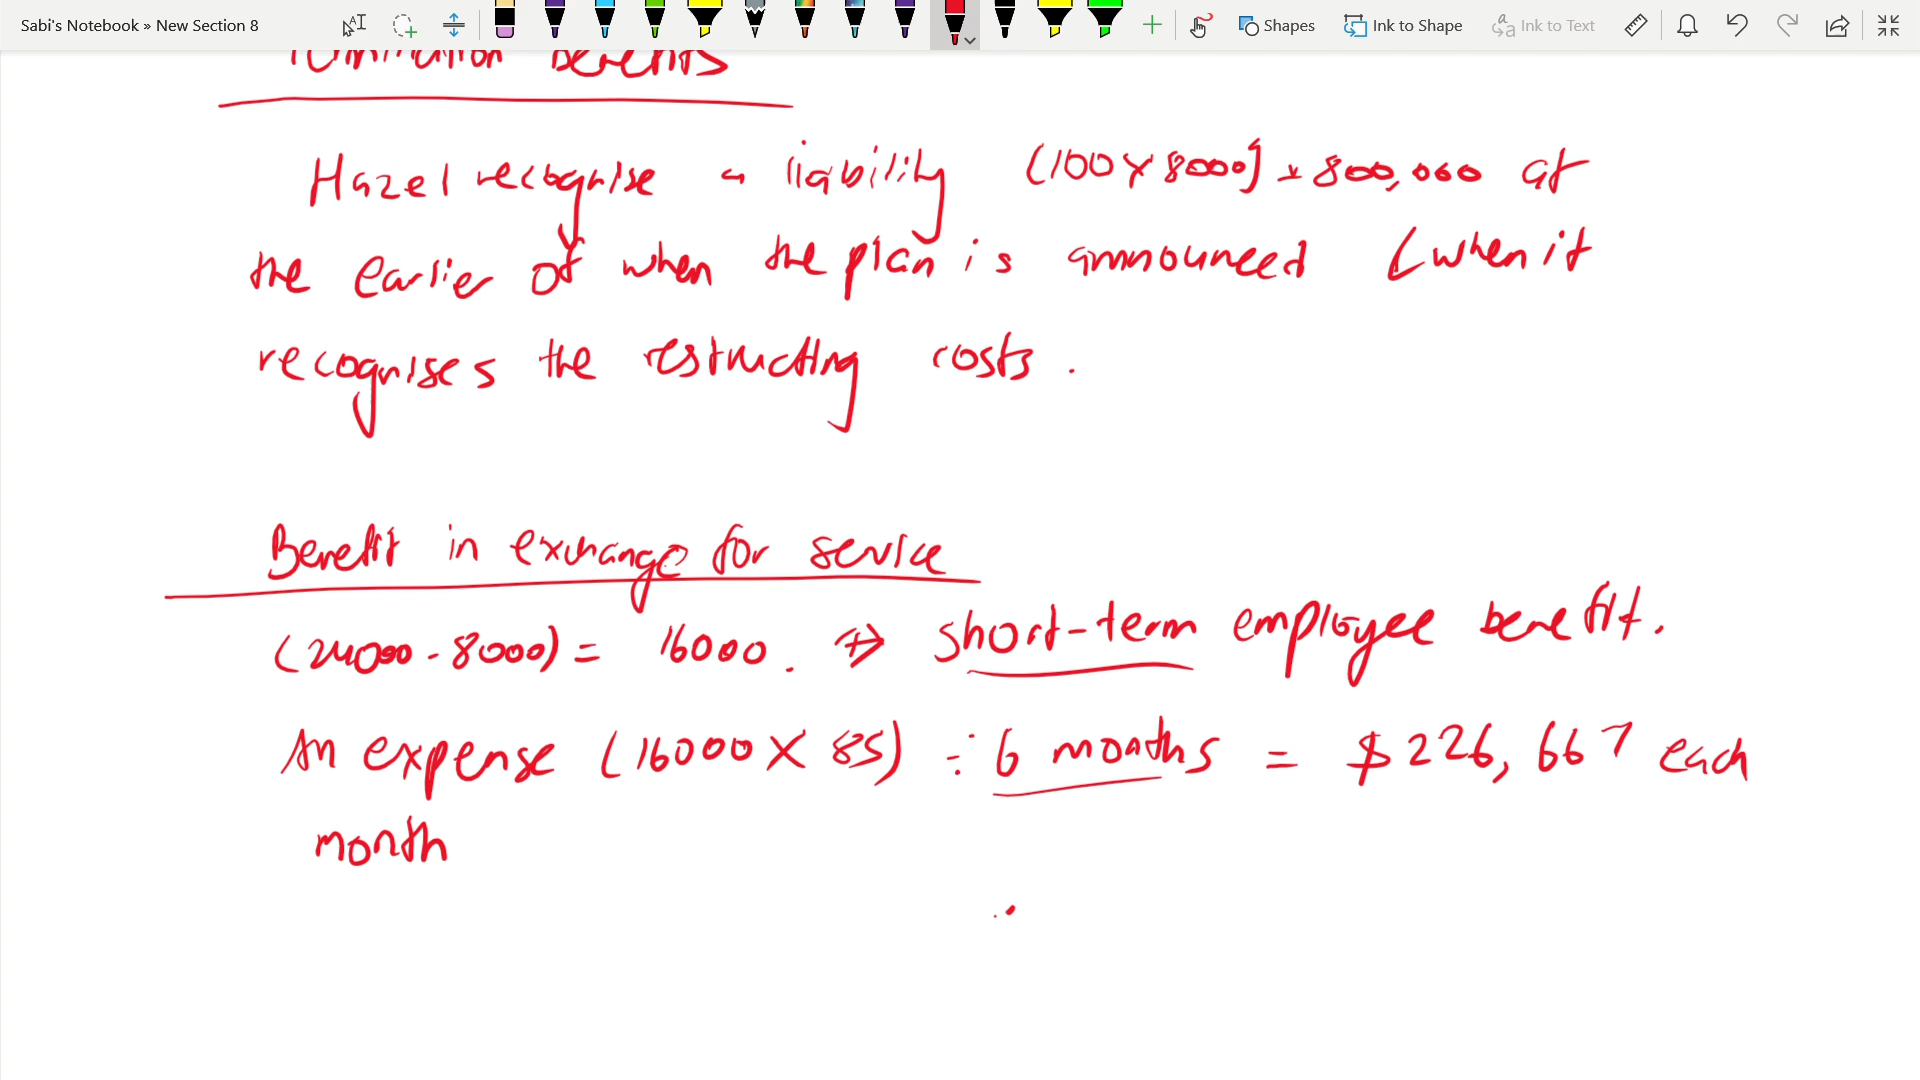 Sabi's Notebook » New Section 8
Shapes Ink to Shape Ink to Text
Termination Benefits
Hazel recognise a liability (100 x 8000) = 800,000 at
the earlier of when the plan is announced (when it
recognises the restructing costs.
Benefit in exchange for service
(24000 - 8000) = 16000. => short-term employee benefit.
An expense (16000 X 85) ÷ 6 months = $226,667 each
month